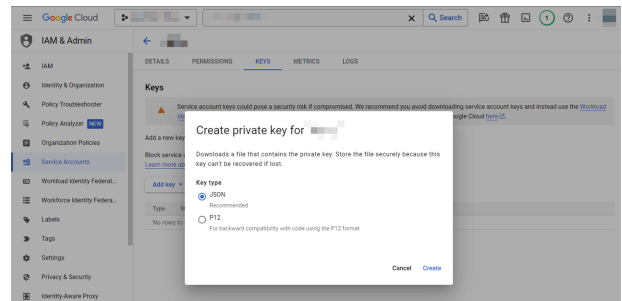 Google Cloud
Search
1
IAM & Admin
IAM
Identity & Organization
Policy Troubleshooter
Policy Analyzer NEW
Organization Policies
Service Accounts
Workload Identity Federat...
Workforce Identity Federa...
Labels
Tags
Settings
Privacy & Security
Identity-Aware Proxy
DETAILS PERMISSIONS KEYS METRICS LOGS
Keys
Service account keys could pose a security risk if compromised. We recommend you avoid downloading service account keys and instead use the Workload
Google Cloud here
Add a new key
Block service
Learn more
Add key
Type
No rows to
Create private key for
Downloads a file that contains the private key. Store the file securely because this
key can't be recovered if lost.
Key type
JSON
Recommended
P12
For backward compatibility with code using the P12 format
Cancel Create